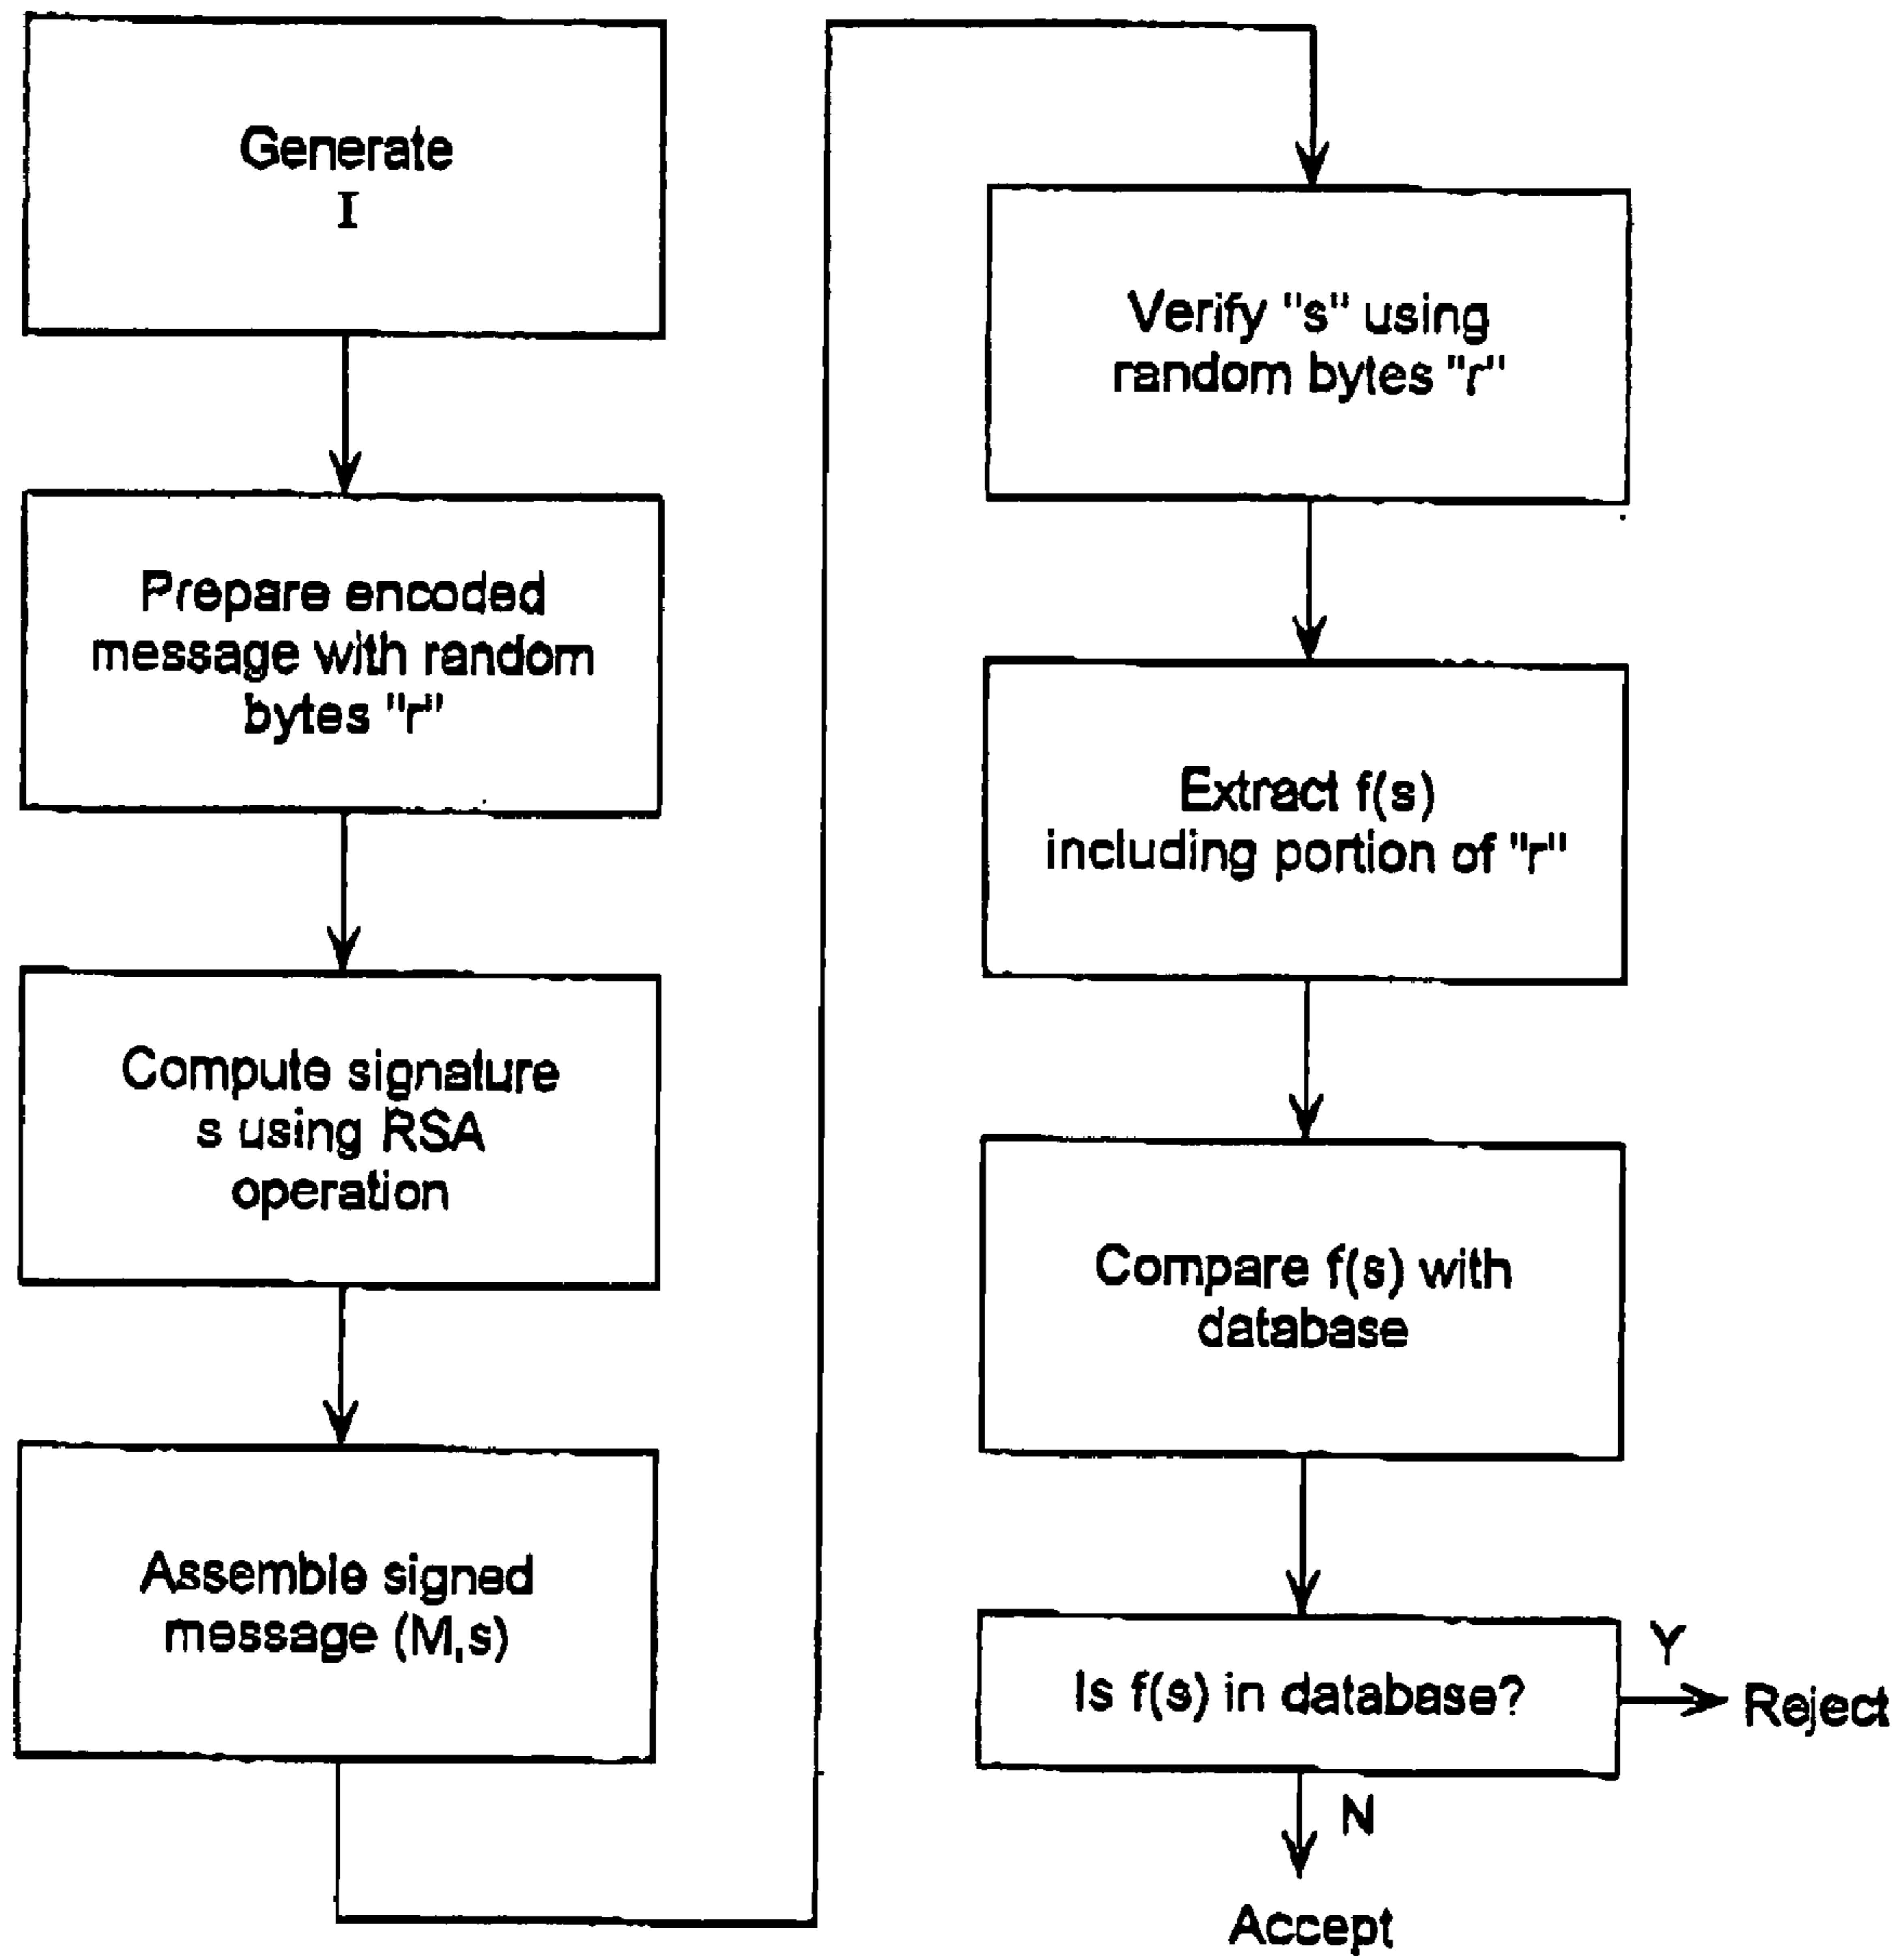 Generate
I
Prepare encoded
message with random
bytes "r"
Compute signature
s using RSA
operation
Assemble signed
message (M,s)
Verify "s" using
random bytes "r"
Extract f(s)
including portion of "r"
Compare f(s) with
database
Is f(s) in database?
Y
Reject
N
Accept